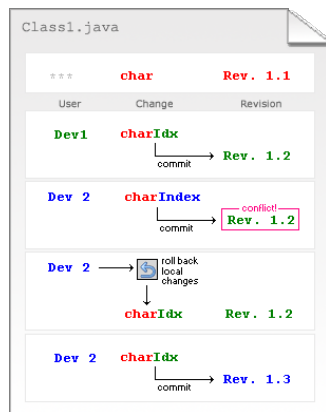 Class1.java
*** char Rev. 1.1
User Change Revision
Dev1 charIdx
commit Rev. 1.2
Dev 2 charIndex
conflict!
commit Rev. 1.2
Dev 2 roll back
local
changes
charIdx Rev. 1.2
Dev 2 charIdx
commit Rev. 1.3